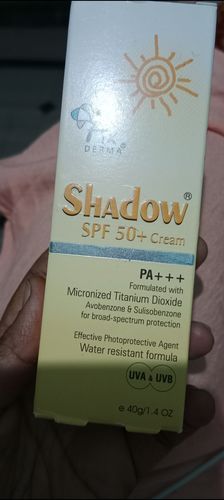 DERMA®
SHADOW®
SPF 50+ Cream
PA+++
Formulated with
Micronized Titanium Dioxide
Avobenzone & Sulisobenzone
for broad-spectrum protection
Effective Photoprotective Agent
Water resistant formula
UVA & UVB
e 40g/1.4 OZ